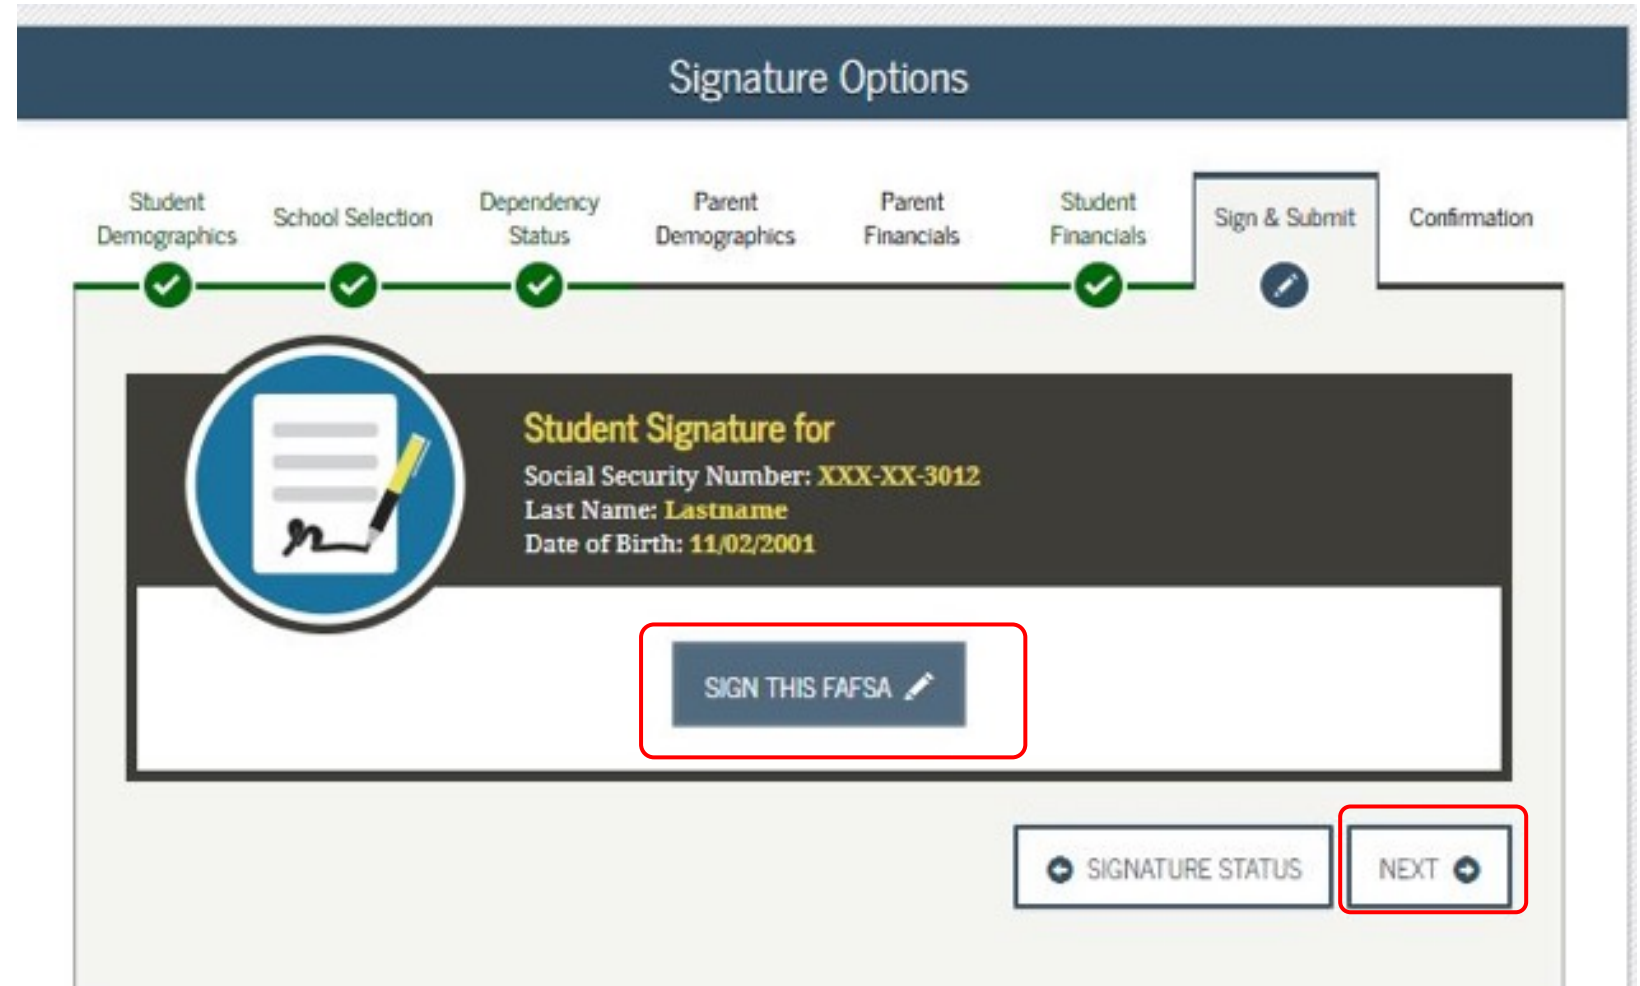 Signature Options
Student
Demographics
School Selection
Dependency
Status
Parent
Demographics
Parent
Financials
Student
Financials
Sign & Submit
Confirmation
Student Signature for
Social Security Number: XXX-XX-3012
Last Name: Lastname
Date of Birth: 11/02/2001
SIGN THIS FAFSA
SIGNATURE STATUS
NEXT